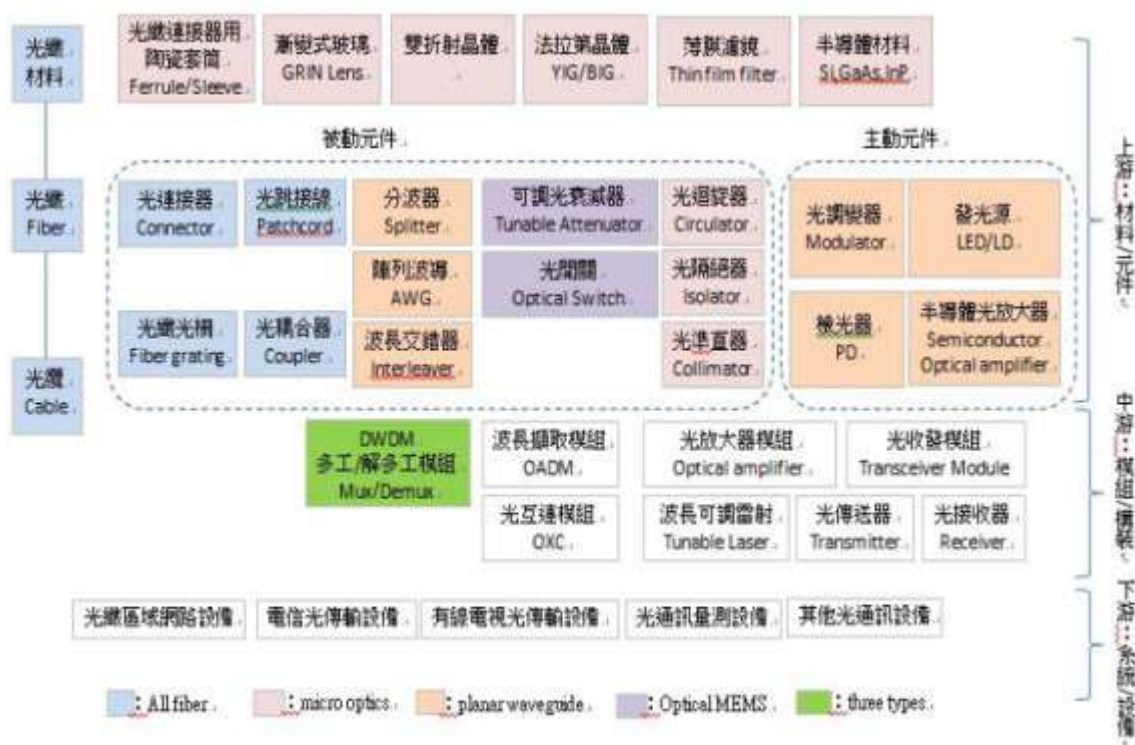 光纖
材料
光纖連接器用
陶瓷套筒
Ferrule/Sleeve
漸變式玻璃
GRIN Lens
雙折射晶體
法拉第晶體
YIG/BIG
薄膜濾鏡
Thin film filter
半導體材料
Si,GaAs,InP
被動元件
主動元件
光纖
Fiber
光連接器
Connector
光跳接線
Patchcord
分波器
Splitter
可調光衰減器
Tunable Attenuator
光迴旋器
Circulator
光調變器
Modulator
發光源
LED/LD
陣列波導
AWG
光開關
Optical Switch
光隔絕器
Isolator
光纖光柵
Fiber grating
光耦合器
Coupler
波長交錯器
Interleaver
光準直器
Collimator
檢光器
PD
半導體光放大器
Semiconductor
Optical amplifier
光纜
Cable
DWDM
多工/解多工模組
Mux/Demux
波長擷取模組
OADM
光放大器模組
Optical amplifier
光收發模組
Transceiver Module
光互連模組
OXC
波長可調雷射
Tunable Laser
光傳送器
Transmitter
光接收器
Receiver
光纖區域網路設備
電信光傳輸設備
有線電視光傳輸設備
光通訊量測設備
其他光通訊設備
上游：材料/元件
中游：模組/構裝
下游：系統/設備
：All fiber
：micro optics
：planar waveguide
：Optical MEMS
：three types